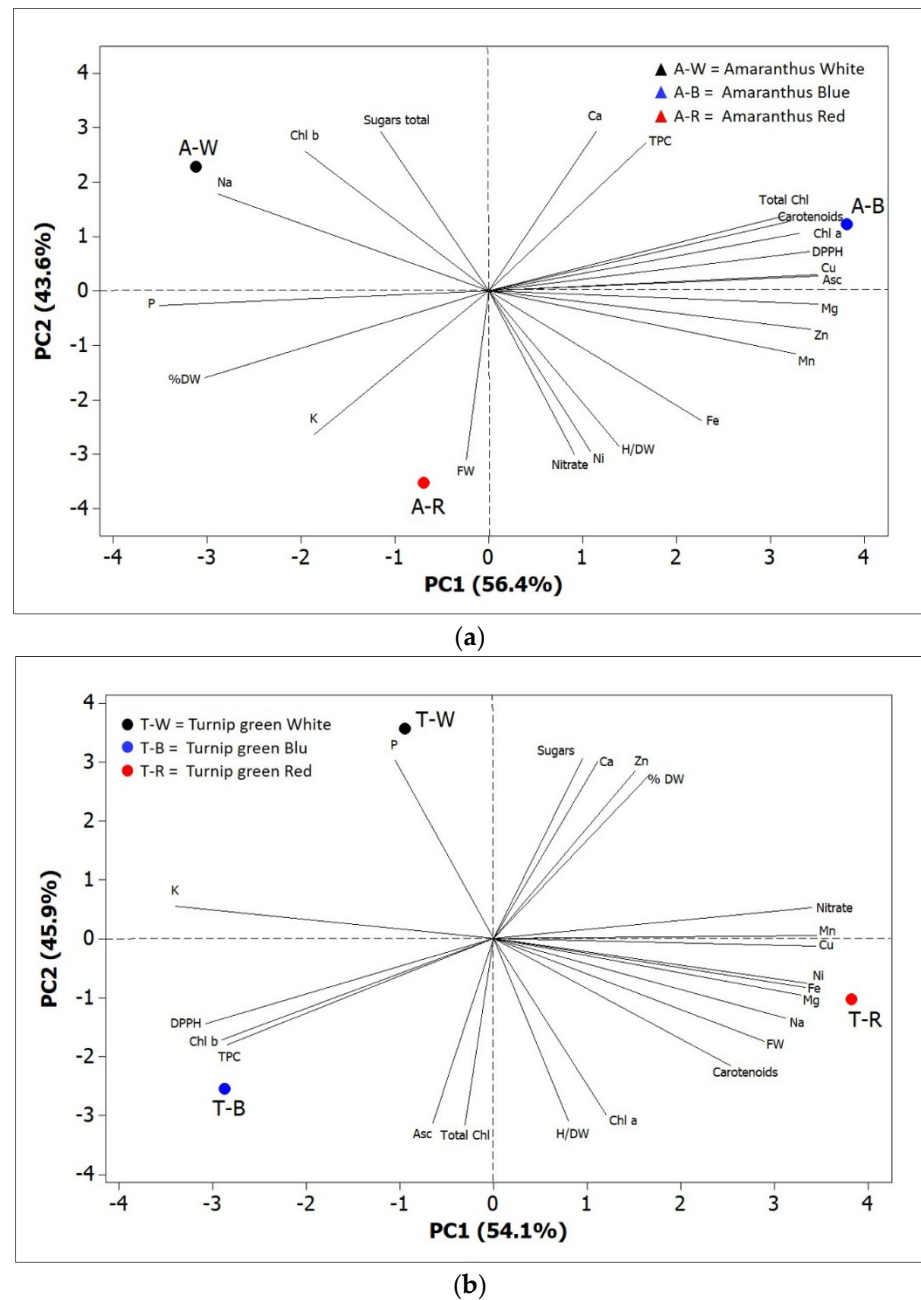 A-W = Amaranthus White
A-B = Amaranthus Blue
A-R = Amaranthus Red
4
3
2
1
0
-1
-2
-3
-4
PC2 (43.6%)
A-W
Na
Chl b
Sugars total
Ca
TPC
Total Chl
Carotenoids
A-B
Chl a
DPPH
Cu
Asc
Mg
Zn
Mn
P
%DW
K
FW
A-R
Nitrate
Ni
H/DW
Fe
-4 -3 -2 -1 0 1 2 3 4
PC1 (56.4%)
(a)
T-W = Turnip green White
T-B = Turnip green Blu
T-R = Turnip green Red
4
3
2
1
0
-1
-2
-3
-4
PC2 (45.9%)
T-W
P
Sugars
Ca
Zn
% DW
K
Nitrate
Mn
Cu
Ni
Fe
Mg
Na
T-R
FW
Carotenoids
DPPH
Chl b
TPC
T-B
Asc
Total Chl
H/DW
Chl a
-4 -3 -2 -1 0 1 2 3 4
PC1 (54.1%)
(b)